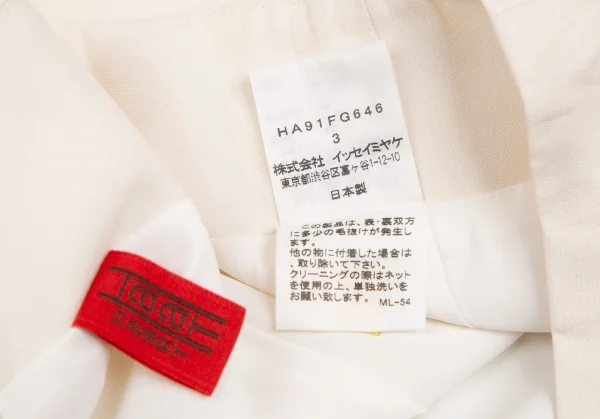 HA91FG646
3
株式会社 イッセイミヤケ
東京都渋谷区富ケ谷1-12-10
日本製
この製品は、表・裏双方
に多少の毛抜けが発生し
ます。
他の物に付着した場合は
、取り除いて下さい。
クリーニングの際はネット
を使用の上、単独洗いを
お願い致します。 ML-54